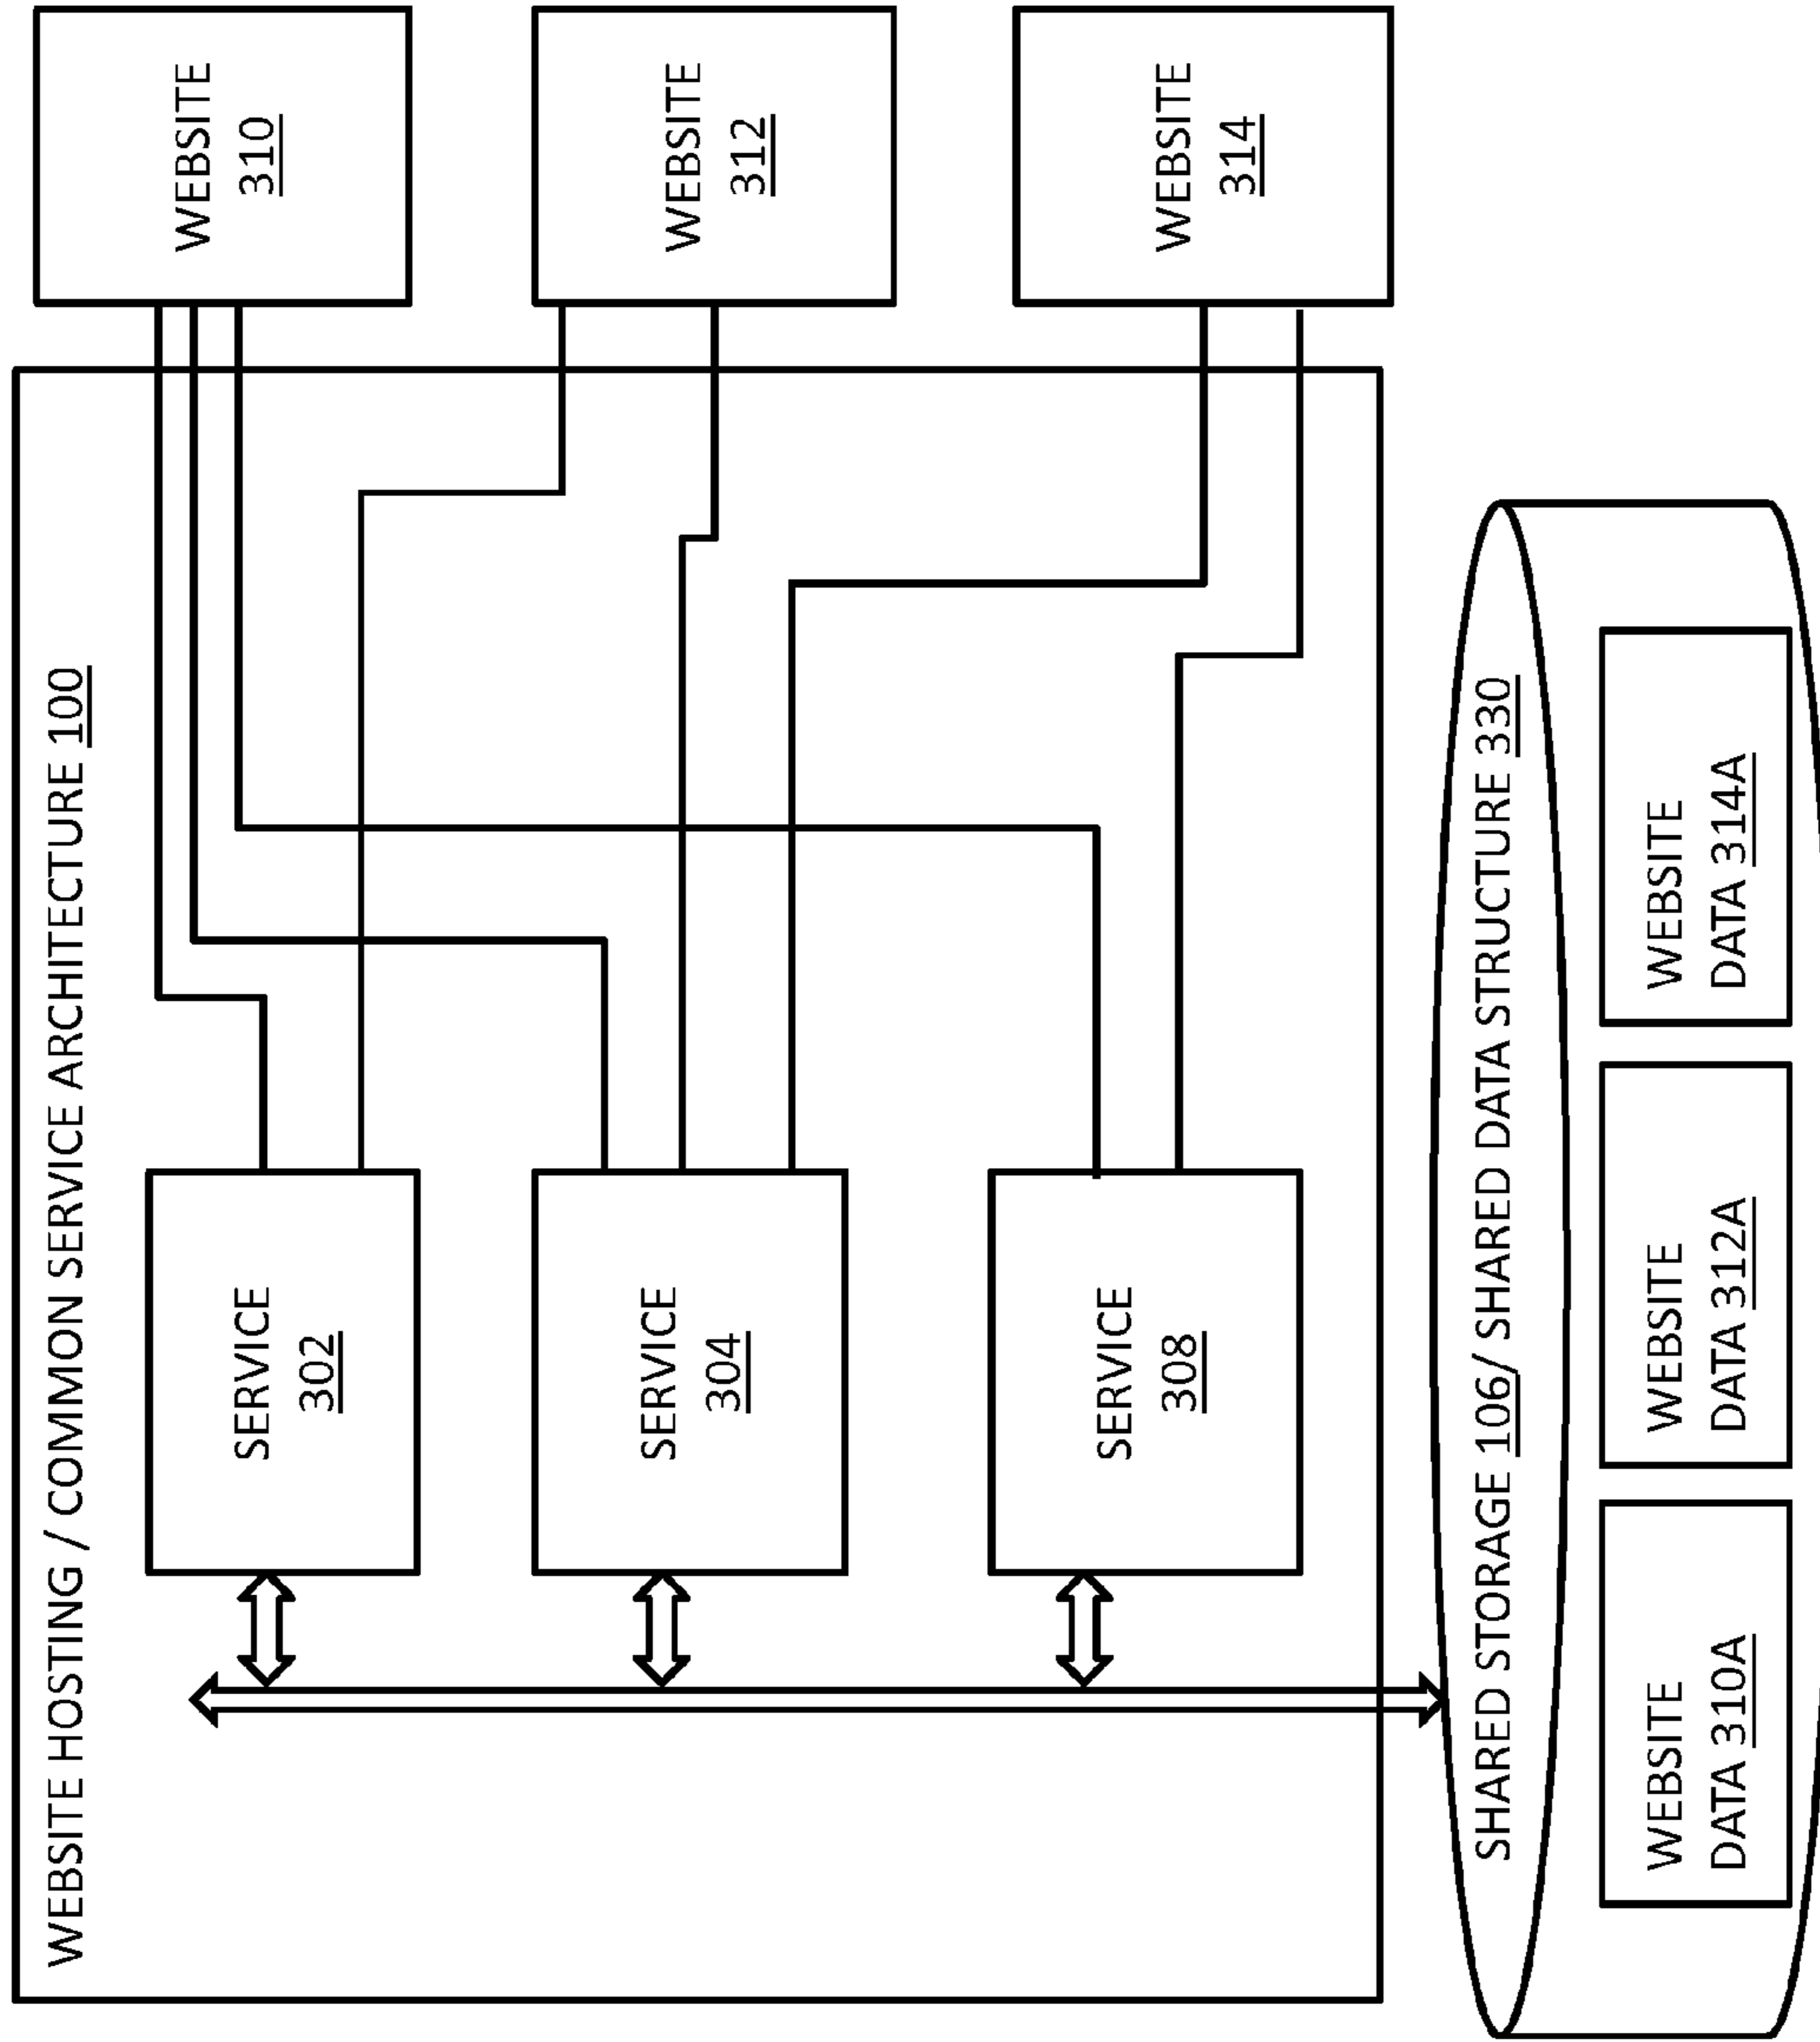 WEBSITE HOSTING / COMMON SERVICE ARCHITECTURE 100
SERVICE
302
SERVICE
304
SERVICE
308
WEBSITE
310
WEBSITE
312
WEBSITE
314
SHARED STORAGE 106/ SHARED DATA STRUCTURE 330
WEBSITE
DATA 310A
WEBSITE
DATA 312A
WEBSITE
DATA 314A